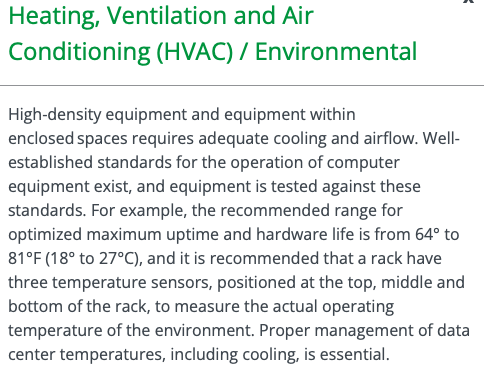 Heating, Ventilation and Air
Conditioning (HVAC) / Environmental
High-density equipment and equipment within
enclosed spaces requires adequate cooling and airflow. Well-
established standards for the operation of computer
equipment exist, and equipment is tested against these
standards. For example, the recommended range for
optimized maximum uptime and hardware life is from 64° to
81°F (18° to 27°C), and it is recommended that a rack have
three temperature sensors, positioned at the top, middle and
bottom of the rack, to measure the actual operating
temperature of the environment. Proper management of data
center temperatures, including cooling, is essential.